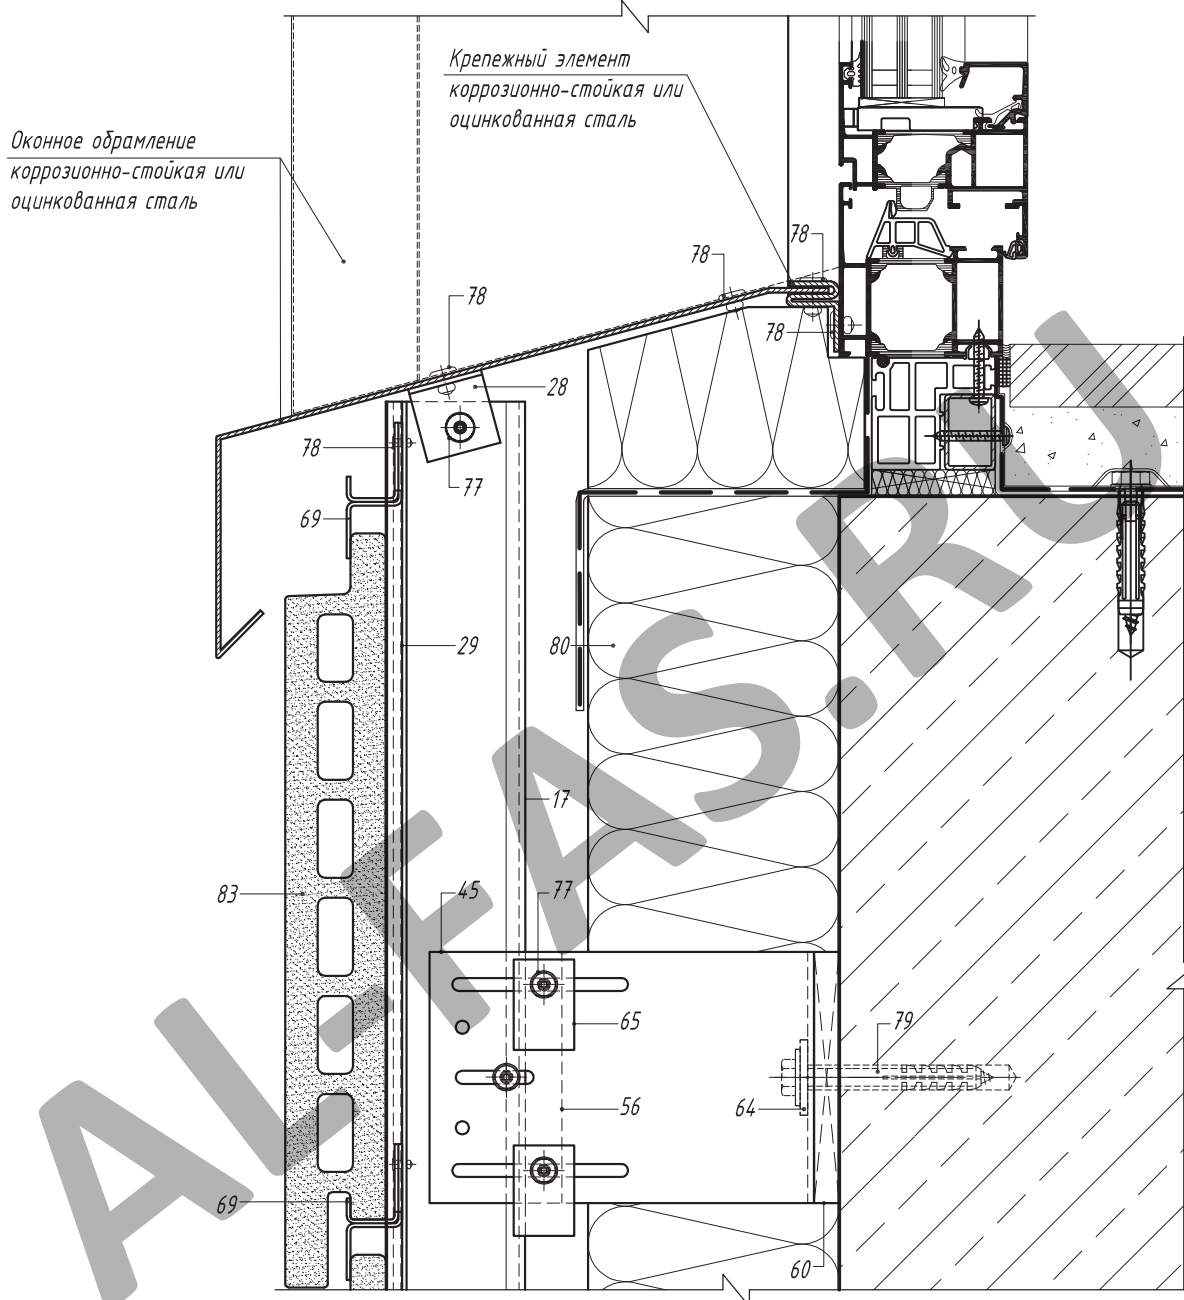 Крепежный элемент
коррозионно-стойкая или
оцинкованная сталь
Оконное обрамление
коррозионно-стойкая или
оцинкованная сталь
78
78
78
78
28
78
77
69
29
80
17
83
45
77
65
79
56
64
69
60
AL-FAS.RU